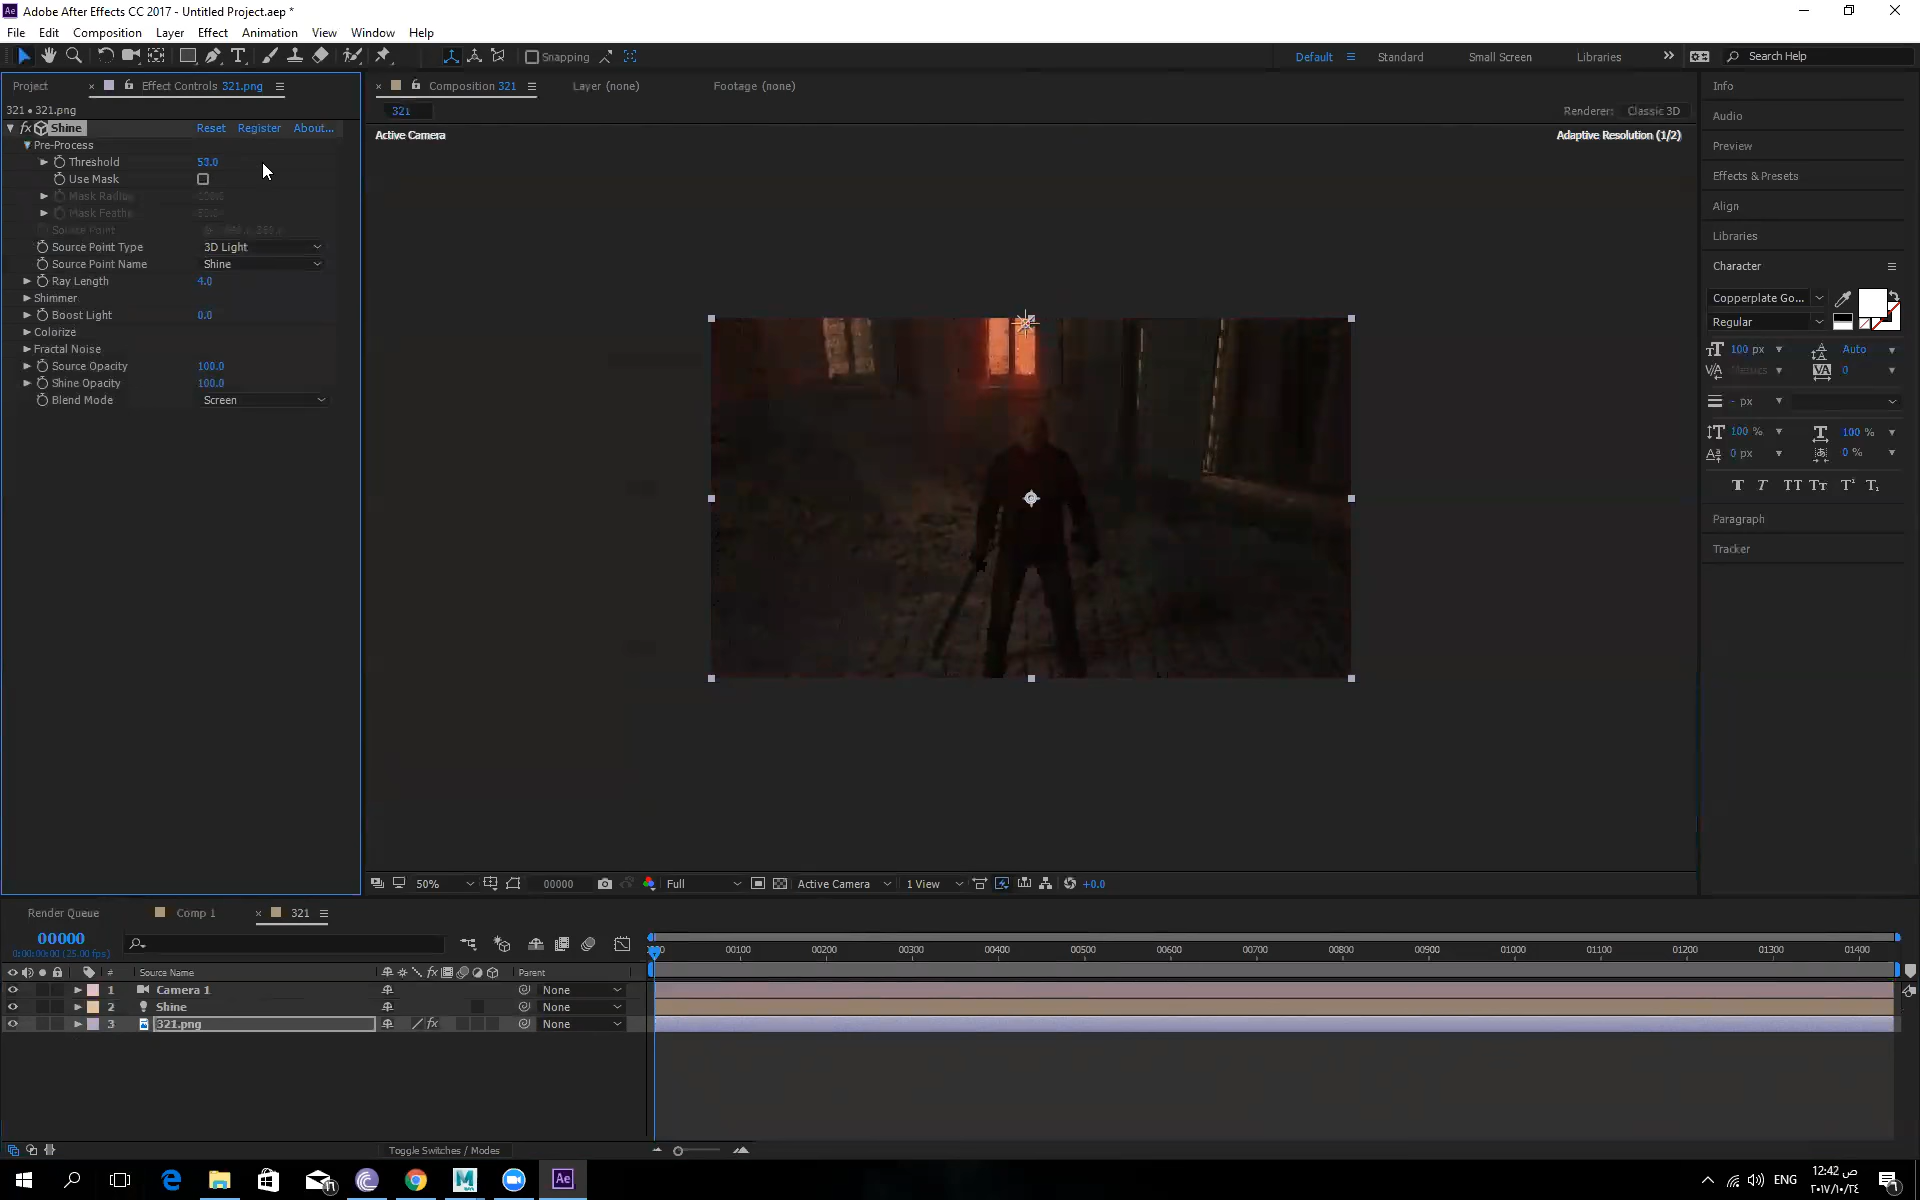 Adobe After Effects CC 2017 - Untitled Project.aep *
File Edit Composition Layer Effect Animation View Window Help
Snapping
Default Standard Small Screen Libraries Search Help
Project Effect Controls 321.png Composition 321 Layer (none) Footage (none) Info
321 • 321.png
321
Renderer: Classic 3D
Audio
Shine Reset Register About...
Active Camera
Adaptive Resolution (1/2)
Pre-Process
Preview
Threshold 53.0
Use Mask
Effects & Presets
Mask Radius
Mask Feather
Align
Source Point
Libraries
Source Point Type 3D Light
Source Point Name Shine
Character
Ray Length 4.0
Shimmer
Copperplate Go...
Boost Light 0.0
Regular
Colorize
Fractal Noise
100 px Auto
Source Opacity 100.0
Metrics 0
Shine Opacity 100.0
Blend Mode Screen
- px
100 % 100 %
0 px 0 %
T T TT Tt T¹ T₁
Paragraph
Tracker
50% 00000 Full Active Camera 1 View +0.0
Render Queue Comp 1 321
00000
0:00:00:00 (25.00 fps)
00100 00200 00300 00400 00500 00600 00700 00800 00900 01000 01100 01200 01300 01400
# Source Name Parent
1 Camera 1 None
2 Shine None
3 321.png None
Toggle Switches / Modes
ENG
12:42 ص
٢٠١٧/١٠/٢٤